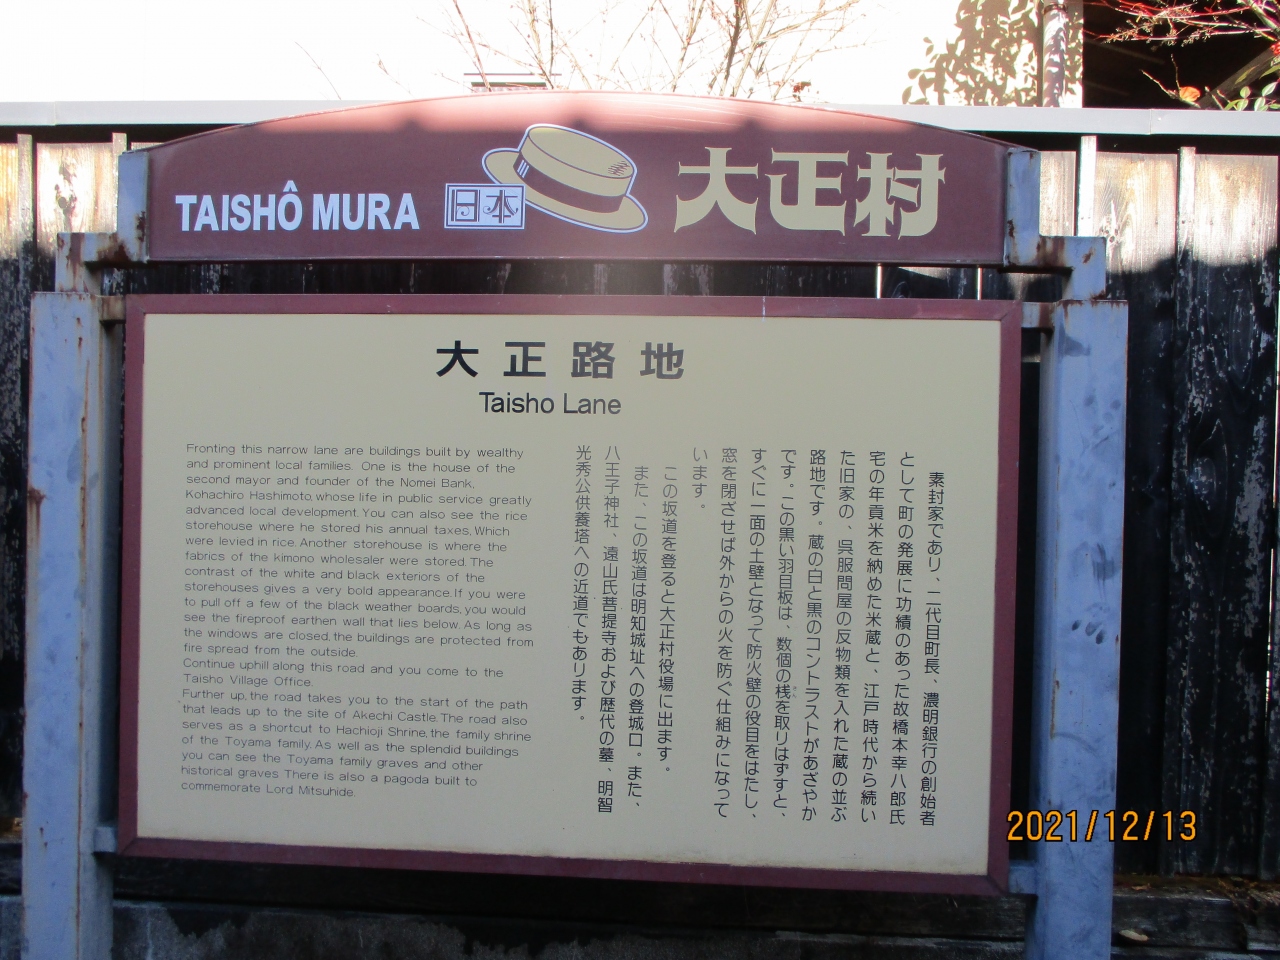 TAISHÔ MURA 日本 大正村
大正路地
Taisho Lane
Fronting this narrow lane are buildings built by wealthy
and prominent local families. One is the house of the
second mayor and founder of the Nomei Bank,
Kohachiro Hashimoto, whose life in public service greatly
advanced local development. You can also see the rice
storehouse where he stored his annual taxes, Which
were levied in rice. Another storehouse is where the
fabrics of the kimono wholesaler were stored. The
contrast of the white and black exteriors of the
storehouses gives a very bold appearance. If you were
to pull off a few of the black weather boards, you would
see the fireproof earthen wall that lies below. As long as
the windows are closed, the buildings are protected from
fire spread from the outside.
Continue uphill along this road and you come to the
Taisho Village Office.
Further up, the road takes you to the start of the path
that leads up to the site of Akechi Castle. The road also
serves as a shortcut to Hachioji Shrine, the family shrine
of the Toyama family. As well as the splendid buildings
you can see the Toyama family graves and other
historical graves There is also a pagoda built to
commemorate Lord Mitsuhide.
素封家であり、二代目町長、濃明銀行の創始者
として町の発展に功績のあった故橋本幸八郎氏
宅の年貢米を納めた米蔵と、江戸時代から続い
た旧家の、呉服問屋の反物類を入れた蔵の並ぶ
路地です。蔵の白と黒のコントラストがあざやか
です。この黒い羽目板は、数個の桟を取りはずすと、
さん
すぐに一面の土壁となって防火壁の役目をはたし、
窓を閉ざせば外からの火を防ぐ仕組みになって
います。
この坂道を登ると大正村役場に出ます。
また、この坂道は明知城址への登城口。また、
八王子神社、遠山氏菩提寺および歴代の墓、明智
光秀公供養塔への近道でもあります。
2021/12/13